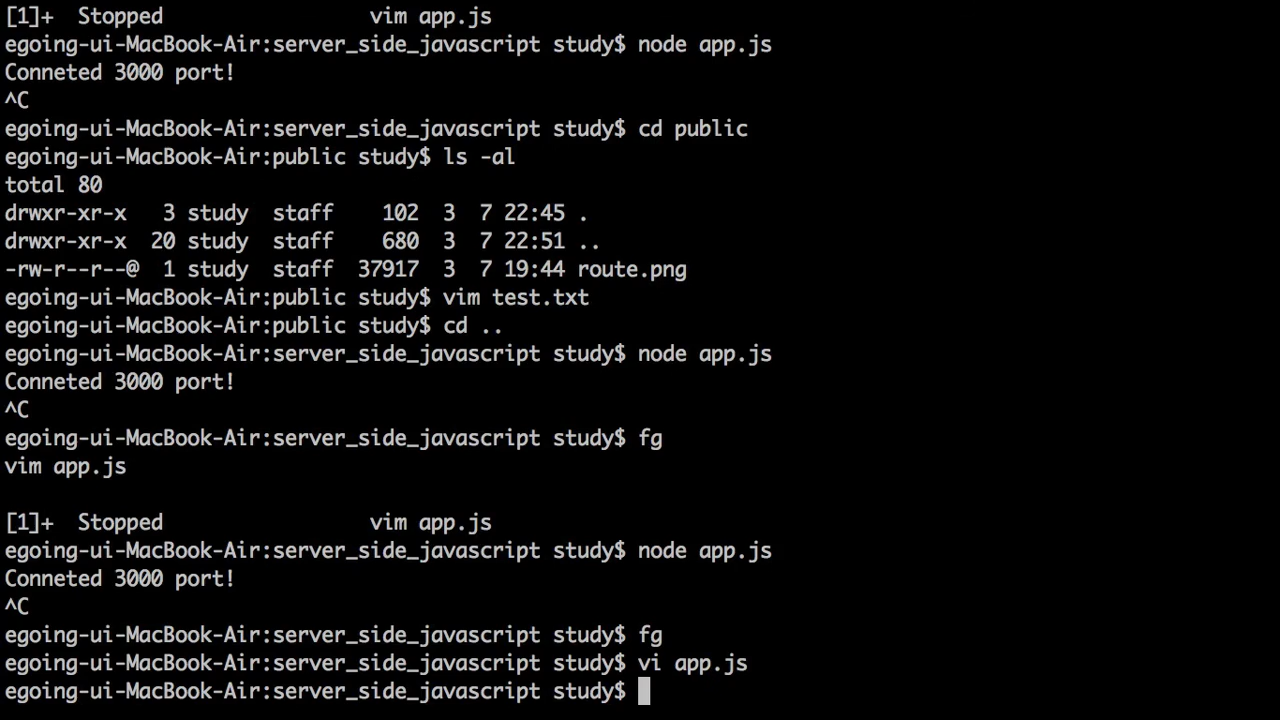 [1]+  Stopped                 vim app.js
egoing-ui-MacBook-Air:server_side_javascript study$ node app.js
Conneted 3000 port!
^C
egoing-ui-MacBook-Air:server_side_javascript study$ cd public
egoing-ui-MacBook-Air:public study$ ls -al
total 80
drwxr-xr-x   3 study  staff    102  3  7 22:45 .
drwxr-xr-x  20 study  staff    680  3  7 22:51 ..
-rw-r--r--@  1 study  staff  37917  3  7 19:44 route.png
egoing-ui-MacBook-Air:public study$ vim test.txt
egoing-ui-MacBook-Air:public study$ cd ..
egoing-ui-MacBook-Air:server_side_javascript study$ node app.js
Conneted 3000 port!
^C
egoing-ui-MacBook-Air:server_side_javascript study$ fg
vim app.js
[1]+  Stopped                 vim app.js
egoing-ui-MacBook-Air:server_side_javascript study$ node app.js
Conneted 3000 port!
^C
egoing-ui-MacBook-Air:server_side_javascript study$ fg
egoing-ui-MacBook-Air:server_side_javascript study$ vi app.js
egoing-ui-MacBook-Air:server_side_javascript study$